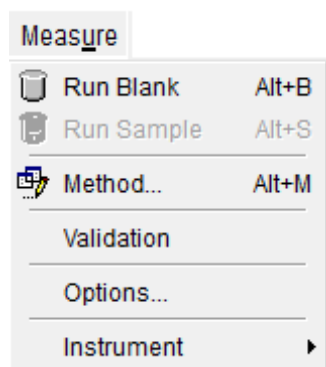 Measure
Run Blank Alt+B
Run Sample Alt+S
Method... Alt+M
Validation
Options...
Instrument